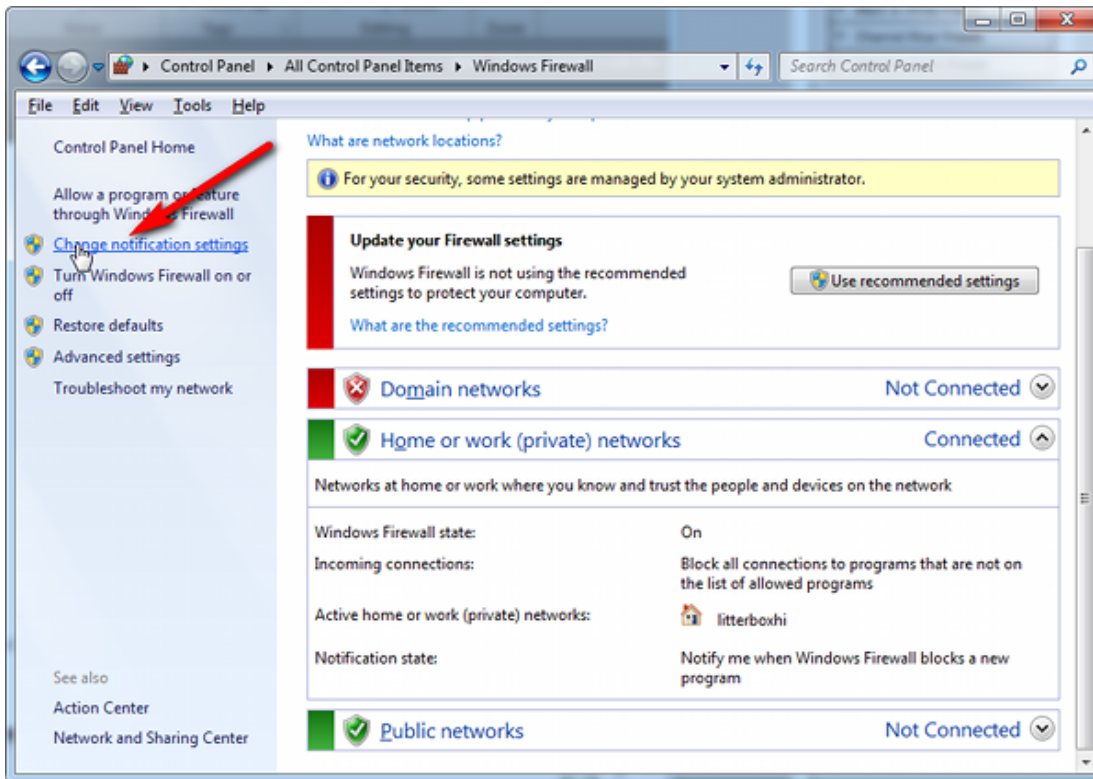 Control Panel ▸ All Control Panel Items ▸ Windows Firewall
Search Control Panel
File Edit View Tools Help
Control Panel Home
Allow a program or feature
through Windows Firewall
Change notification settings
Turn Windows Firewall on or
off
Restore defaults
Advanced settings
Troubleshoot my network
See also
Action Center
Network and Sharing Center
What are network locations?
For your security, some settings are managed by your system administrator.
Update your Firewall settings
Windows Firewall is not using the recommended
settings to protect your computer.
Use recommended settings
What are the recommended settings?
Domain networks Not Connected
Home or work (private) networks Connected
Networks at home or work where you know and trust the people and devices on the network
Windows Firewall state: On
Incoming connections: Block all connections to programs that are not on
the list of allowed programs
Active home or work (private) networks: litterboxhi
Notification state: Notify me when Windows Firewall blocks a new
program
Public networks Not Connected